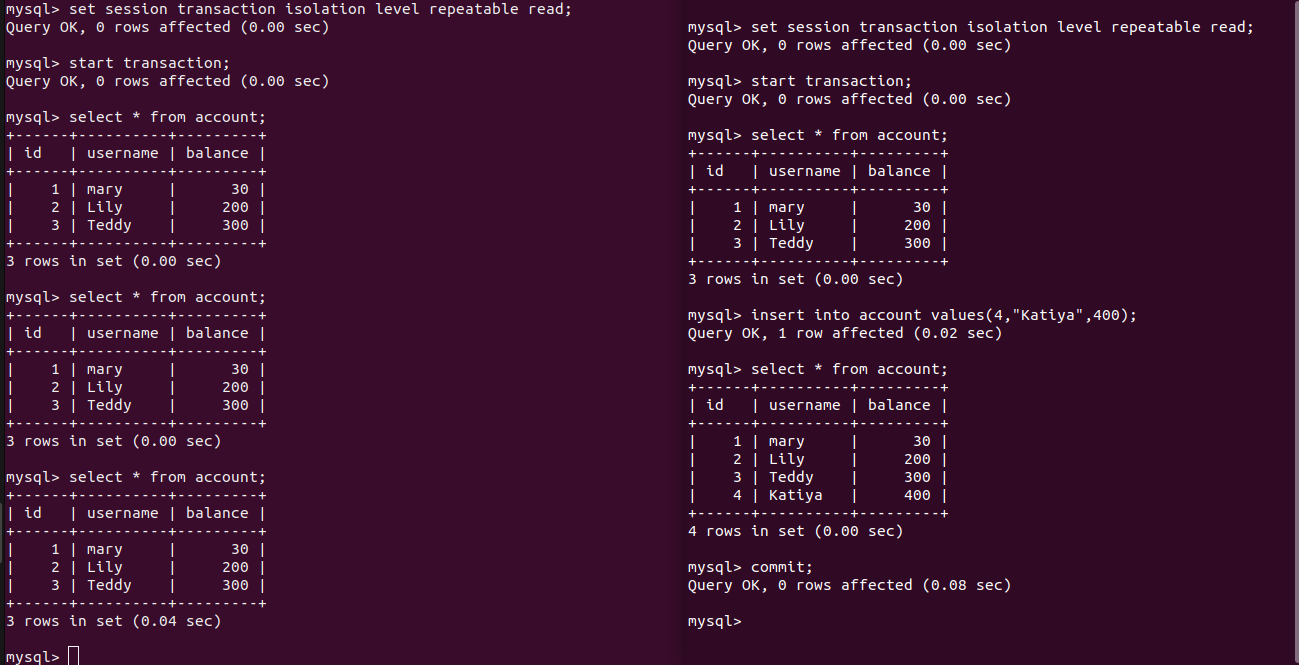 mysql> set session transaction isolation level repeatable read;
Query OK, 0 rows affected (0.00 sec)
mysql> start transaction;
Query OK, 0 rows affected (0.00 sec)
mysql> select * from account;
+------+----------+---------+
| id   | username | balance |
+------+----------+---------+
|    1 | mary     |      30 |
|    2 | Lily     |     200 |
|    3 | Teddy    |     300 |
+------+----------+---------+
3 rows in set (0.00 sec)
mysql> select * from account;
+------+----------+---------+
| id   | username | balance |
+------+----------+---------+
|    1 | mary     |      30 |
|    2 | Lily     |     200 |
|    3 | Teddy    |     300 |
+------+----------+---------+
3 rows in set (0.00 sec)
mysql> select * from account;
+------+----------+---------+
| id   | username | balance |
+------+----------+---------+
|    1 | mary     |      30 |
|    2 | Lily     |     200 |
|    3 | Teddy    |     300 |
+------+----------+---------+
3 rows in set (0.04 sec)
mysql>
mysql> set session transaction isolation level repeatable read;
Query OK, 0 rows affected (0.00 sec)
mysql> start transaction;
Query OK, 0 rows affected (0.00 sec)
mysql> select * from account;
+------+----------+---------+
| id   | username | balance |
+------+----------+---------+
|    1 | mary     |      30 |
|    2 | Lily     |     200 |
|    3 | Teddy    |     300 |
+------+----------+---------+
3 rows in set (0.00 sec)
mysql> insert into account values(4,"Katiya",400);
Query OK, 1 row affected (0.02 sec)
mysql> select * from account;
+------+----------+---------+
| id   | username | balance |
+------+----------+---------+
|    1 | mary     |      30 |
|    2 | Lily     |     200 |
|    3 | Teddy    |     300 |
|    4 | Katiya   |     400 |
+------+----------+---------+
4 rows in set (0.00 sec)
mysql> commit;
Query OK, 0 rows affected (0.08 sec)
mysql>